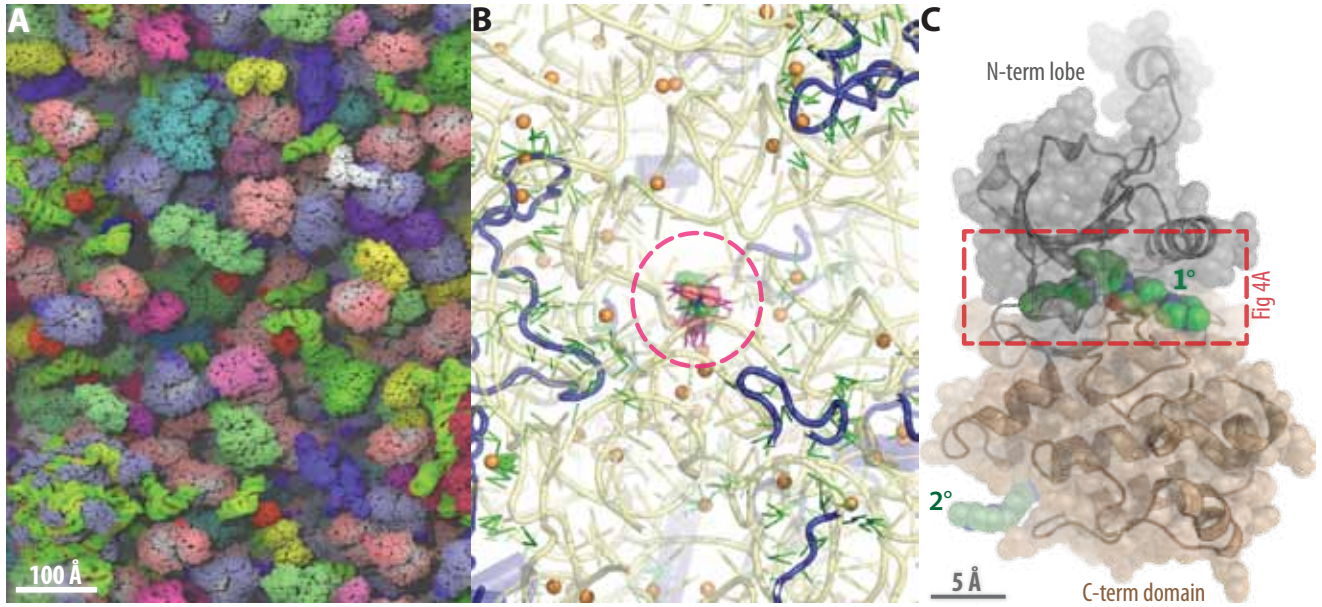 A
B
C
N-term lobe
1°
Fig 4A
2°
100 Å
5 Å
C-term domain